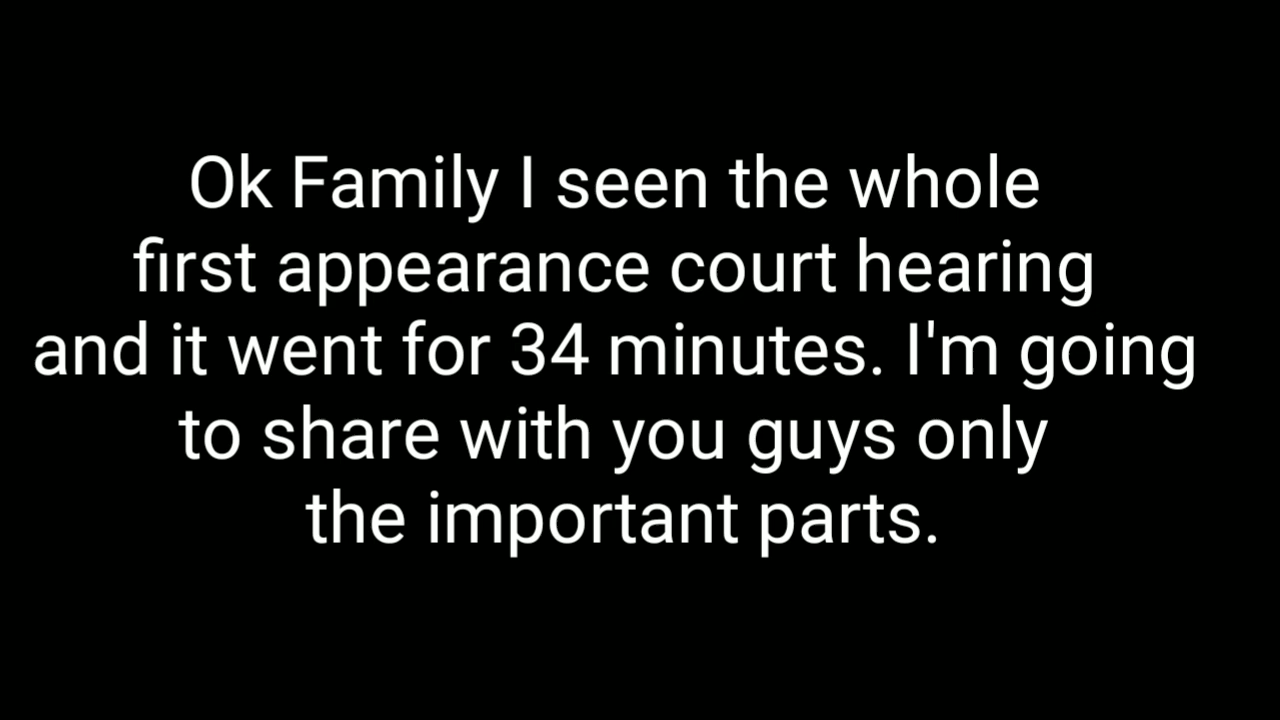 Ok Family I seen the whole
first appearance court hearing
and it went for 34 minutes. I'm going
to share with you guys only
the important parts.